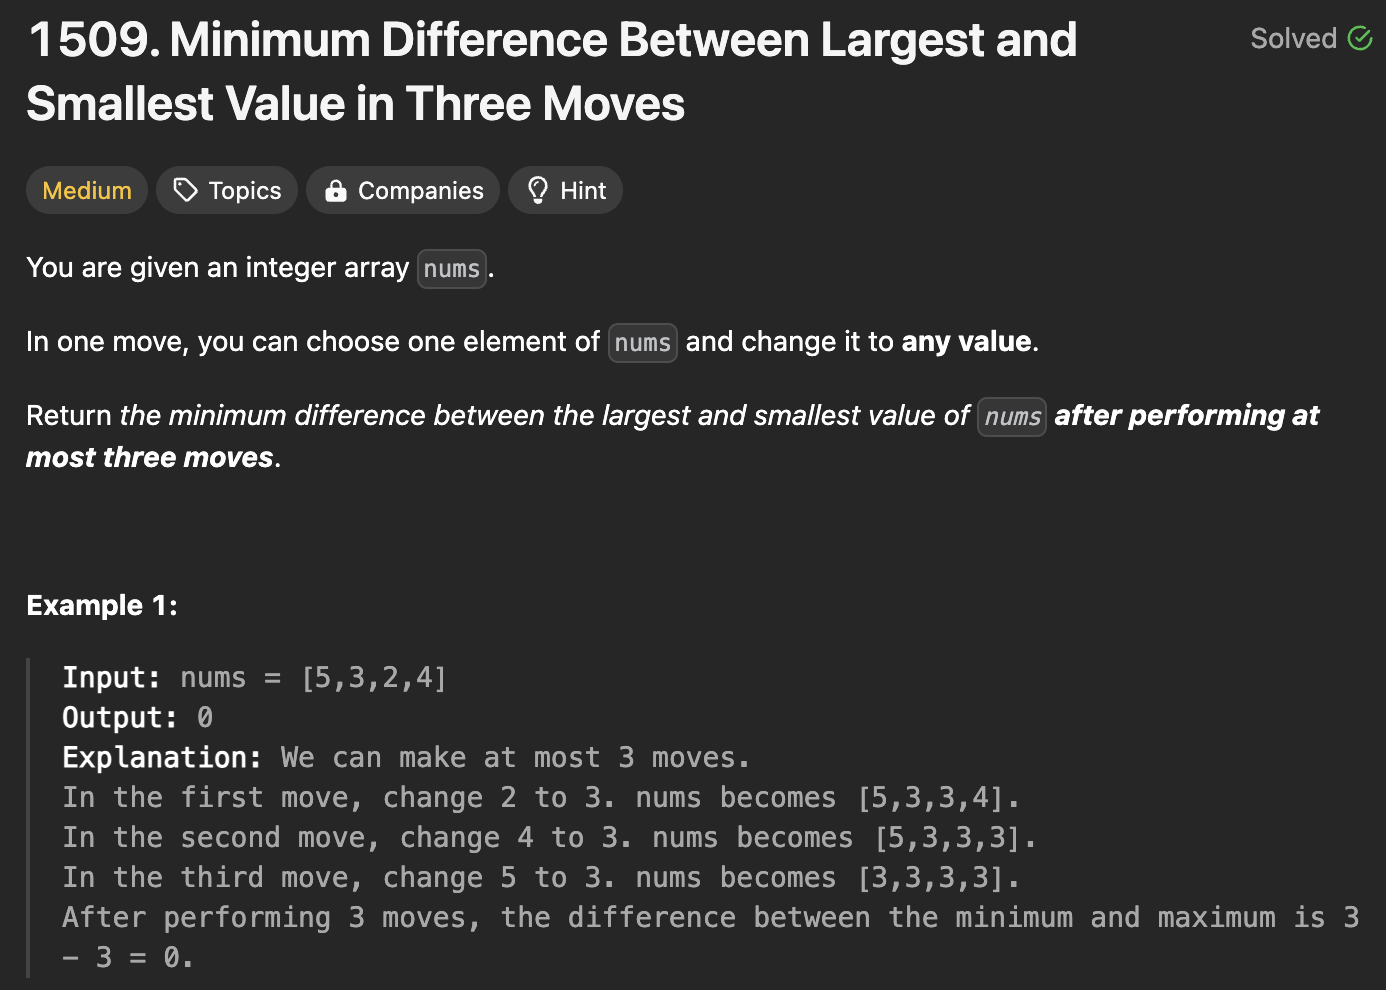 1509. Minimum Difference Between Largest and
Solved
Smallest Value in Three Moves
Medium
Topics
Companies
Hint
You are given an integer array nums.
In one move, you can choose one element of nums and change it to any value.
Return the minimum difference between the largest and smallest value of nums after performing at
most three moves.
Example 1:
Input: nums = [5,3,2,4]
Output: 0
Explanation: We can make at most 3 moves.
In the first move, change 2 to 3. nums becomes [5,3,3,4].
In the second move, change 4 to 3. nums becomes [5,3,3,3].
In the third move, change 5 to 3. nums becomes [3,3,3,3].
After performing 3 moves, the difference between the minimum and maximum is 3
- 3 = 0.